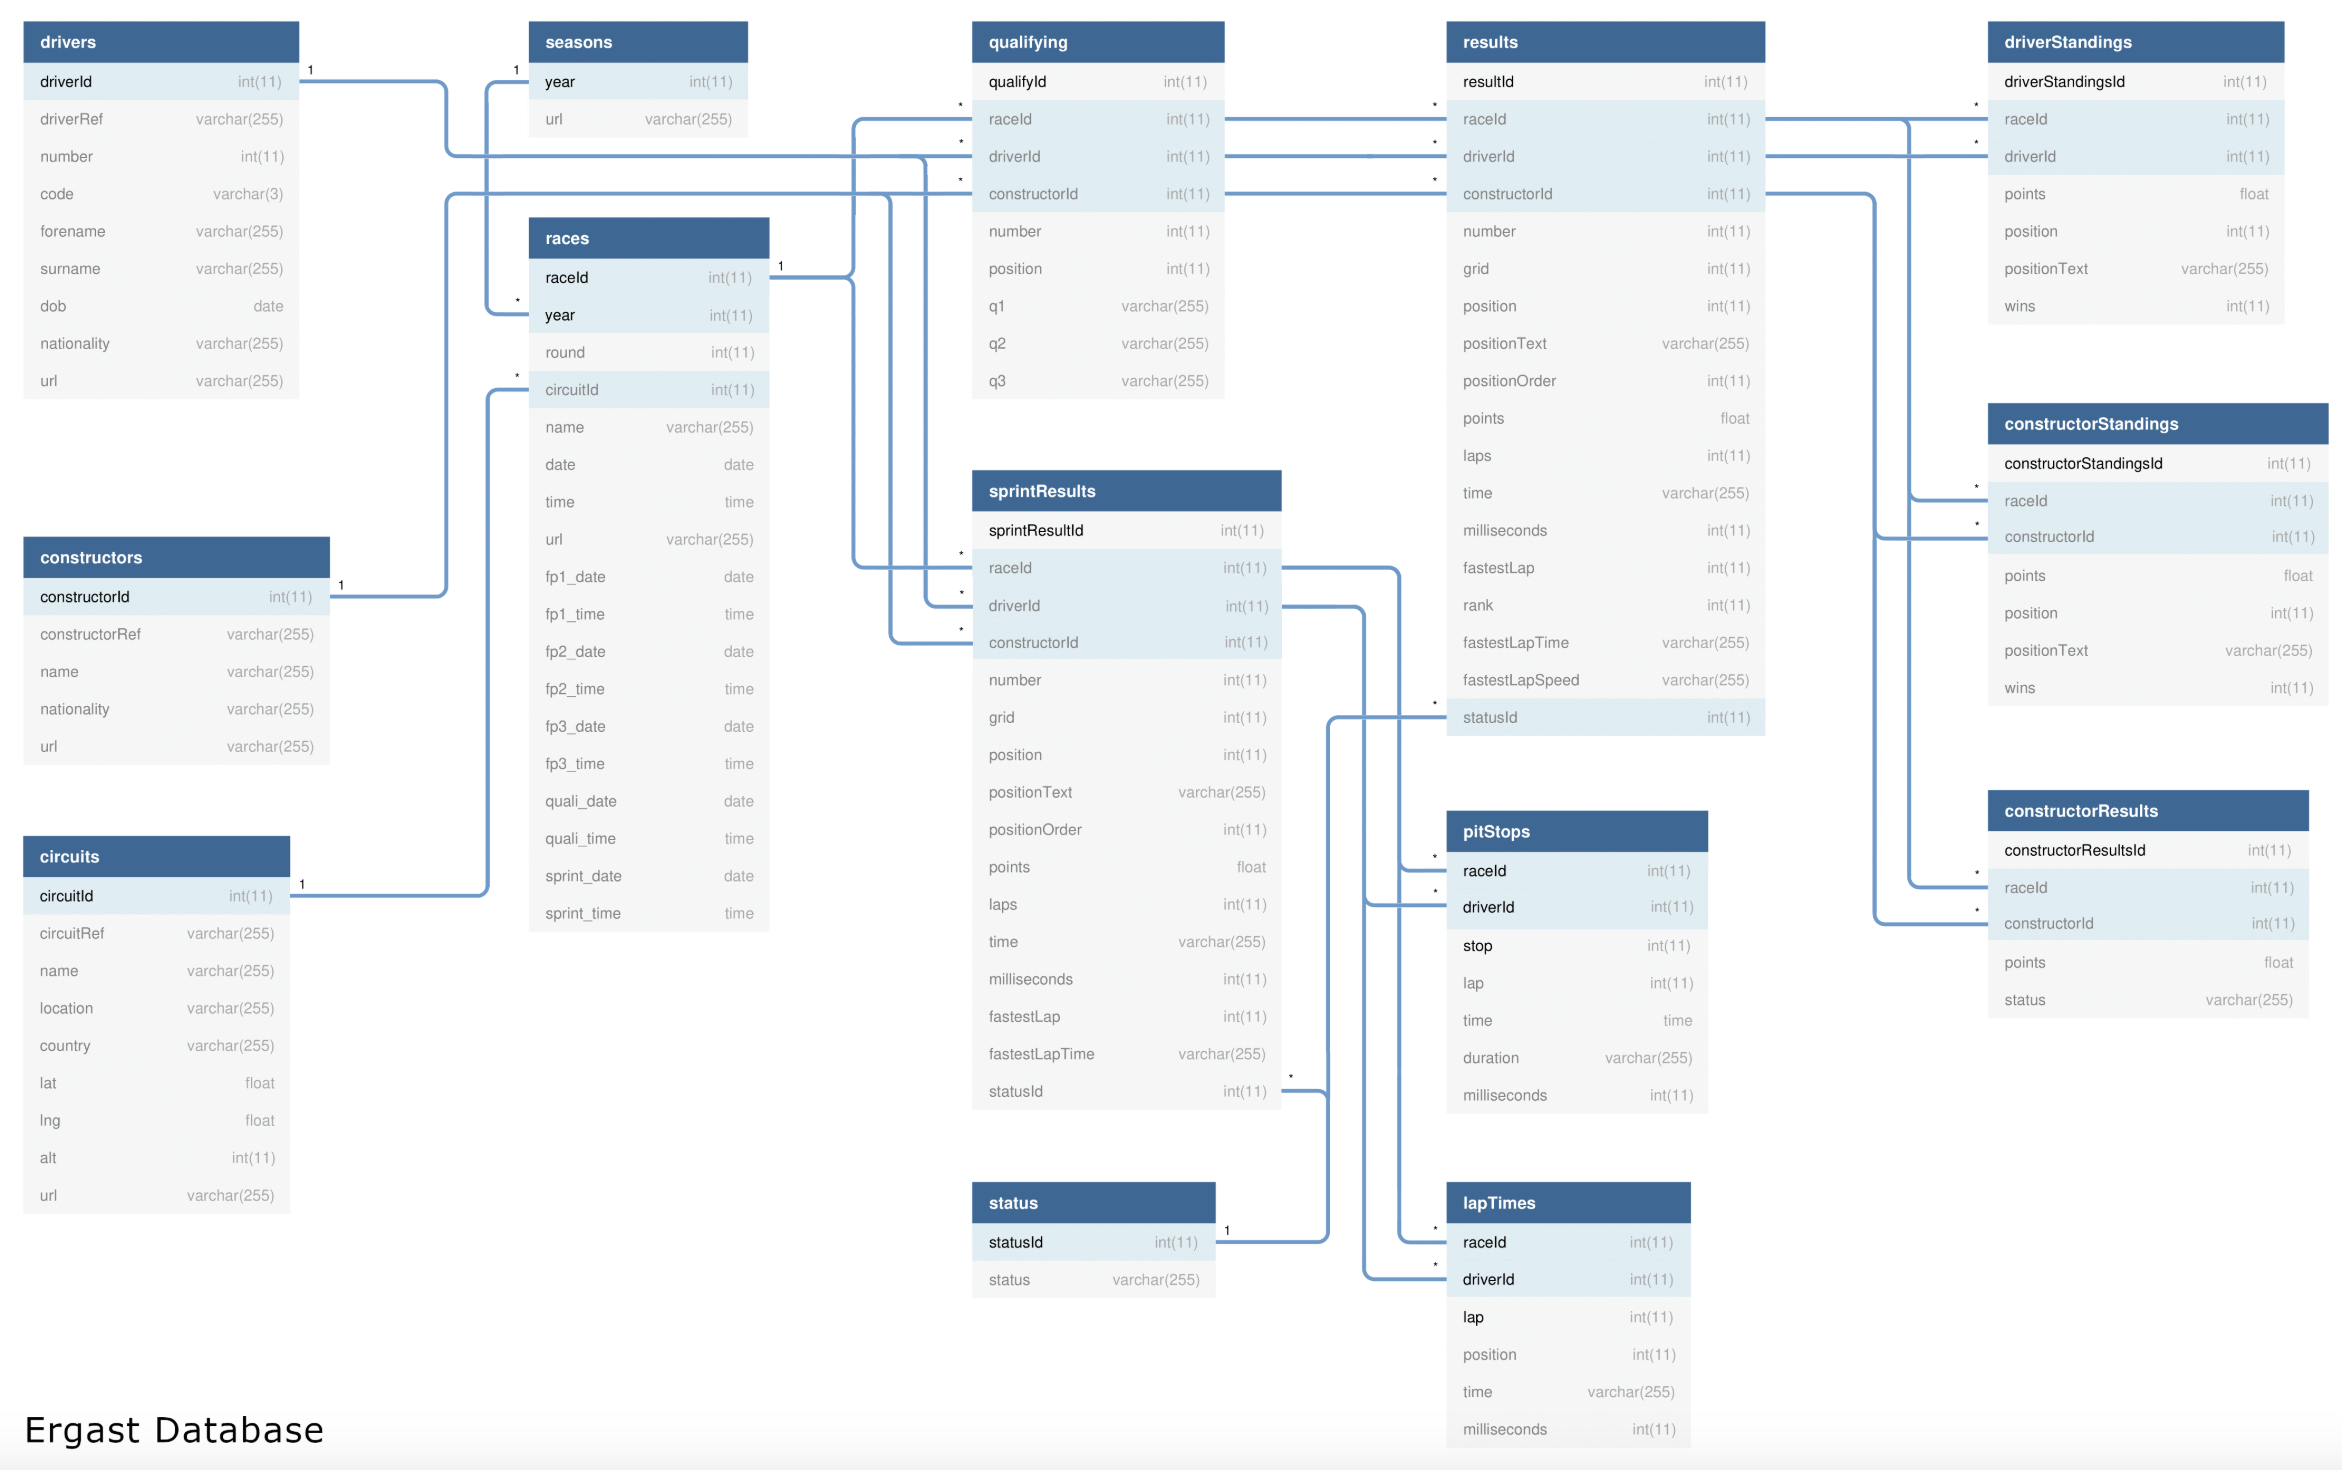 drivers
1
driverId int(11)
driverRef varchar(255)
number int(11)
code varchar(3)
forename varchar(255)
surname varchar(255)
dob date
nationality varchar(255)
url varchar(255)
constructors
1
constructorId int(11)
constructorRef varchar(255)
name varchar(255)
nationality varchar(255)
url varchar(255)
circuits
1
circuitId int(11)
circuitRef varchar(255)
name varchar(255)
location varchar(255)
country varchar(255)
lat float
lng float
alt int(11)
url varchar(255)
seasons
1
year int(11)
url varchar(255)
races
1
raceId int(11)
*
year int(11)
round int(11)
*
circuitId int(11)
name varchar(255)
date date
time time
url varchar(255)
fp1_date date
fp1_time time
fp2_date date
fp2_time time
fp3_date date
fp3_time time
quali_date date
quali_time time
sprint_date date
sprint_time time
qualifying
qualifyId int(11)
*
raceId int(11)
*
driverId int(11)
*
constructorId int(11)
number int(11)
position int(11)
q1 varchar(255)
q2 varchar(255)
q3 varchar(255)
sprintResults
sprintResultId int(11)
*
raceId int(11)
*
driverId int(11)
*
constructorId int(11)
number int(11)
grid int(11)
position int(11)
positionText varchar(255)
positionOrder int(11)
points float
laps int(11)
time varchar(255)
milliseconds int(11)
fastestLap int(11)
fastestLapTime varchar(255)
*
statusId int(11)
status
1
statusId int(11)
status varchar(255)
results
resultId int(11)
*
raceId int(11)
*
driverId int(11)
*
constructorId int(11)
number int(11)
grid int(11)
position int(11)
positionText varchar(255)
positionOrder int(11)
points float
laps int(11)
time varchar(255)
milliseconds int(11)
fastestLap int(11)
rank int(11)
fastestLapTime varchar(255)
fastestLapSpeed varchar(255)
*
statusId int(11)
pitStops
*
raceId int(11)
*
driverId int(11)
stop int(11)
lap int(11)
time time
duration varchar(255)
milliseconds int(11)
lapTimes
*
raceId int(11)
*
driverId int(11)
lap int(11)
position int(11)
time varchar(255)
milliseconds int(11)
driverStandings
driverStandingsId int(11)
*
raceId int(11)
*
driverId int(11)
points float
position int(11)
positionText varchar(255)
wins int(11)
constructorStandings
constructorStandingsId int(11)
*
raceId int(11)
*
constructorId int(11)
points float
position int(11)
positionText varchar(255)
wins int(11)
constructorResults
constructorResultsId int(11)
*
raceId int(11)
*
constructorId int(11)
points float
status varchar(255)
Ergast Database